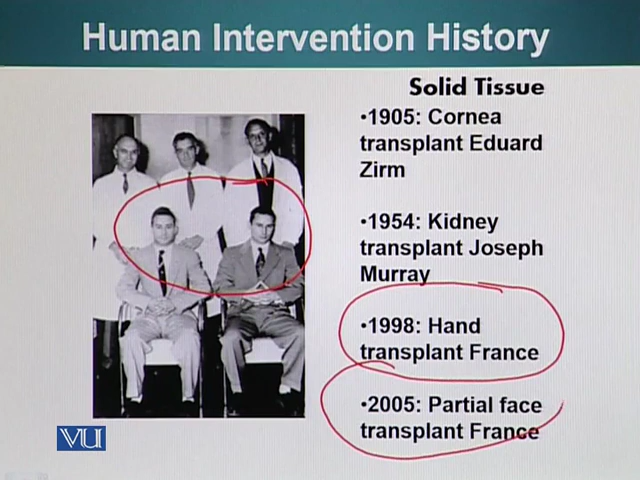 Human Intervention History
Solid Tissue
•1905: Cornea
transplant Eduard
Zirm
•1954: Kidney
transplant Joseph
Murray
•1998: Hand
transplant France
•2005: Partial face
transplant France
VU